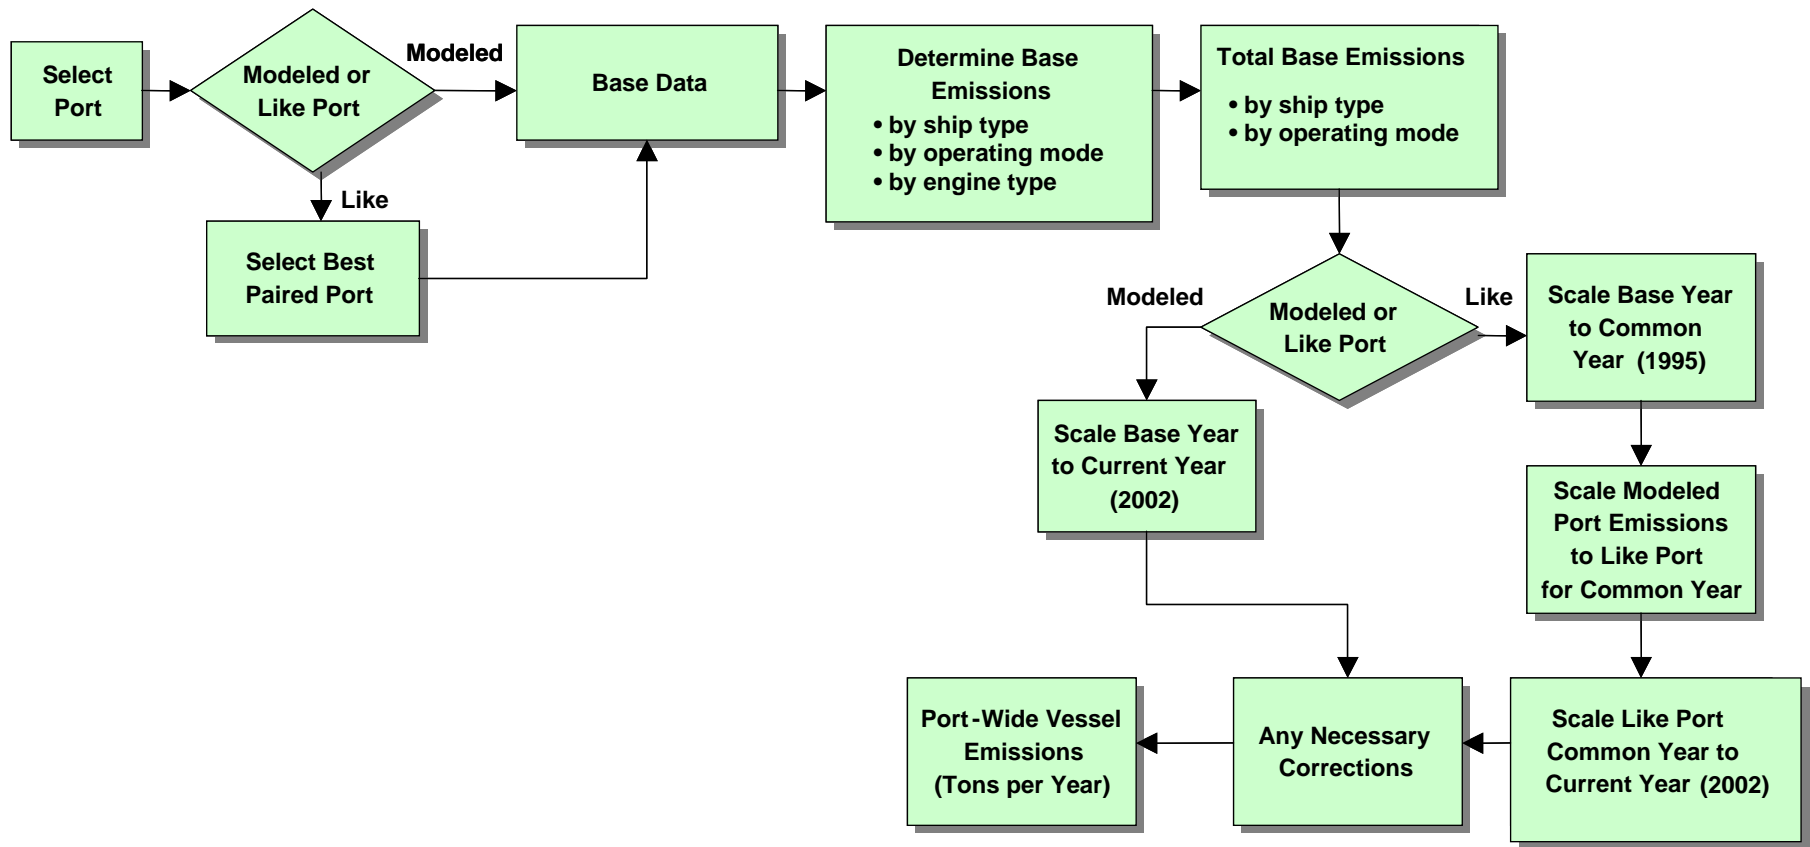 Select
Port
Modeled or
Like Port
Modeled
Like
Select Best
Paired Port
Base Data
Determine Base
Emissions
• by ship type
• by operating mode
• by engine type
Total Base Emissions
• by ship type
• by operating mode
Modeled or
Like Port
Modeled
Like
Scale Base Year
to Current Year
(2002)
Scale Base Year
to Common
Year (1995)
Scale Modeled
Port Emissions
to Like Port
for Common Year
Scale Like Port
Common Year to
Current Year (2002)
Any Necessary
Corrections
Port-Wide Vessel
Emissions
(Tons per Year)